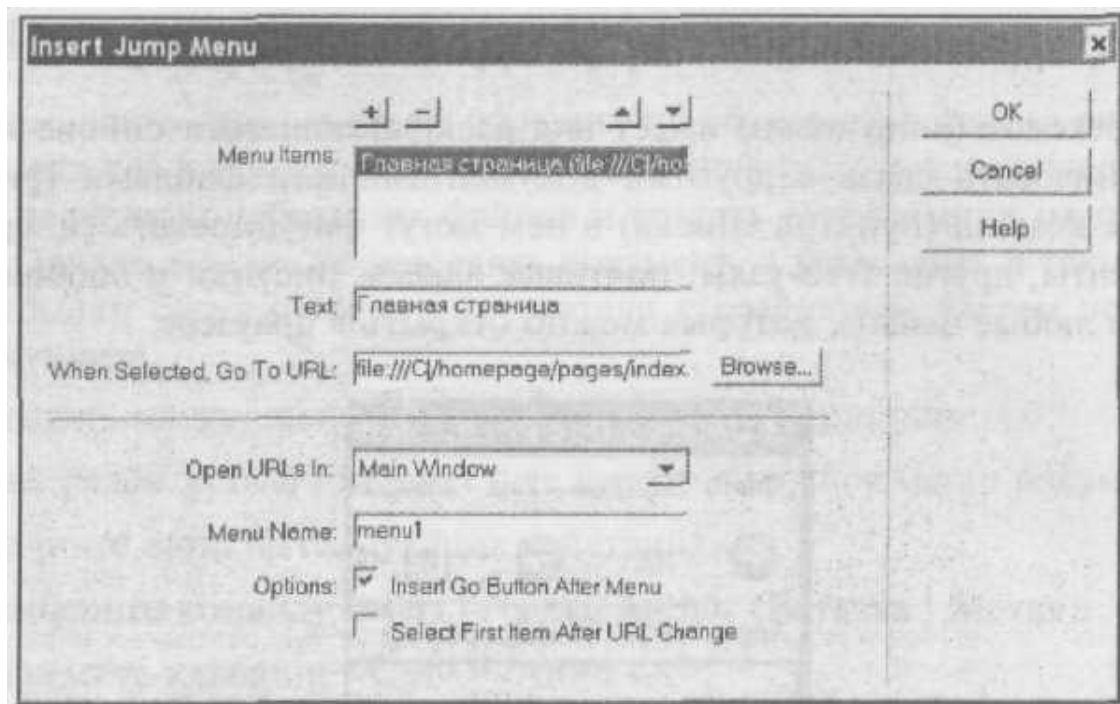 Insert Jump Menu
+ -
OK
Menu Items:
Главная страница (file:///C|/ho
Cancel
Help
Text: Главная страница
When Selected, Go To URL: file:///C|/homepage/pages/index. Browse...
Open URLs In: Main Window
Menu Name: menu1
Options: Insert Go Button After Menu
Select First Item After URL Change